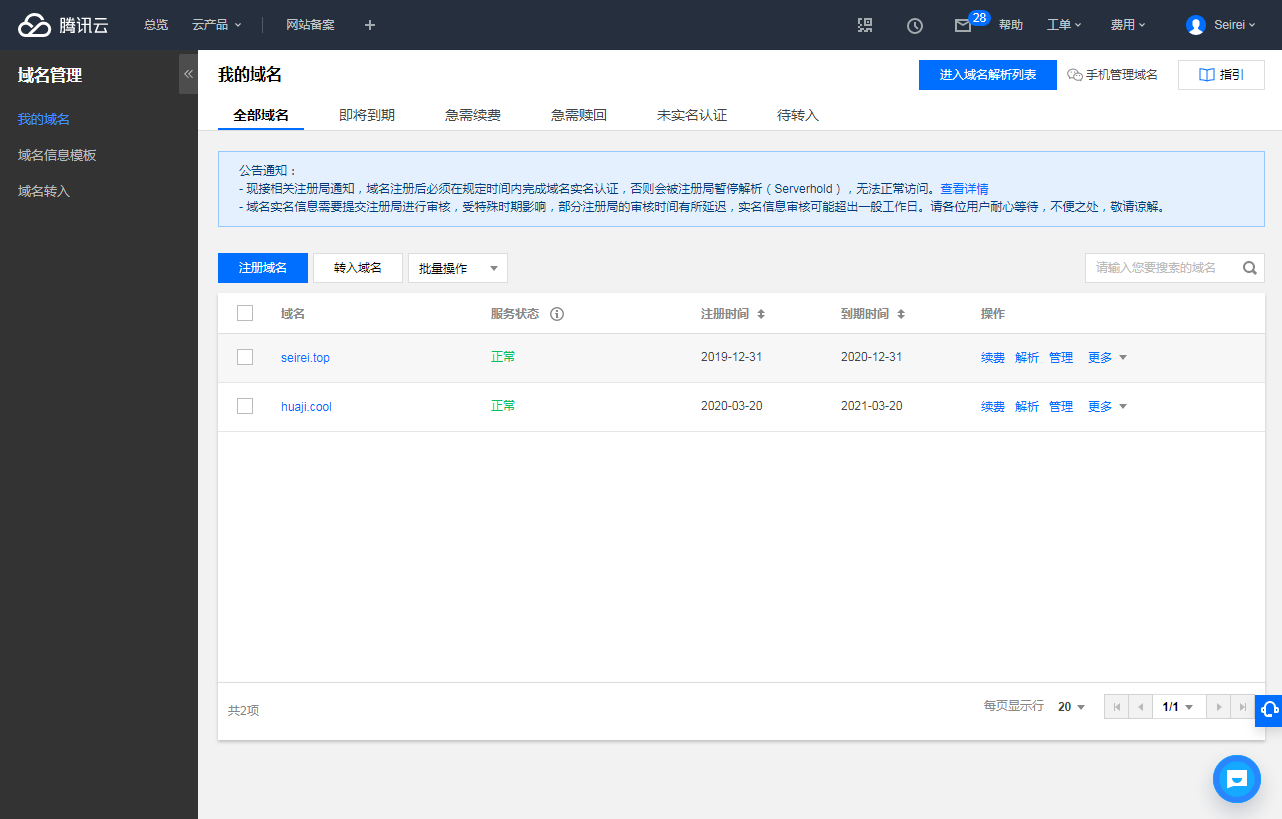 腾讯云 总览 云产品 网站备案 + 28 帮助 工单 费用 Seirei
域名管理
我的域名
域名信息模板
域名转入
我的域名 进入域名解析列表 手机管理域名 指引
全部域名 即将到期 急需续费 急需赎回 未实名认证 待转入
公告通知：
- 现接相关注册局通知，域名注册后必须在规定时间内完成域名实名认证，否则会被注册局暂停解析（Serverhold），无法正常访问。查看详情
- 域名实名信息需要提交注册局进行审核，受特殊时期影响，部分注册局的审核时间有所延迟，实名信息审核可能超出一般工作日。请各位用户耐心等待，不便之处，敬请谅解。
注册域名 转入域名 批量操作 请输入您要搜索的域名
域名 服务状态 注册时间 到期时间 操作
seirei.top 正常 2019-12-31 2020-12-31 续费 解析 管理 更多
huaji.cool 正常 2020-03-20 2021-03-20 续费 解析 管理 更多
共2项 每页显示行 20 1/1